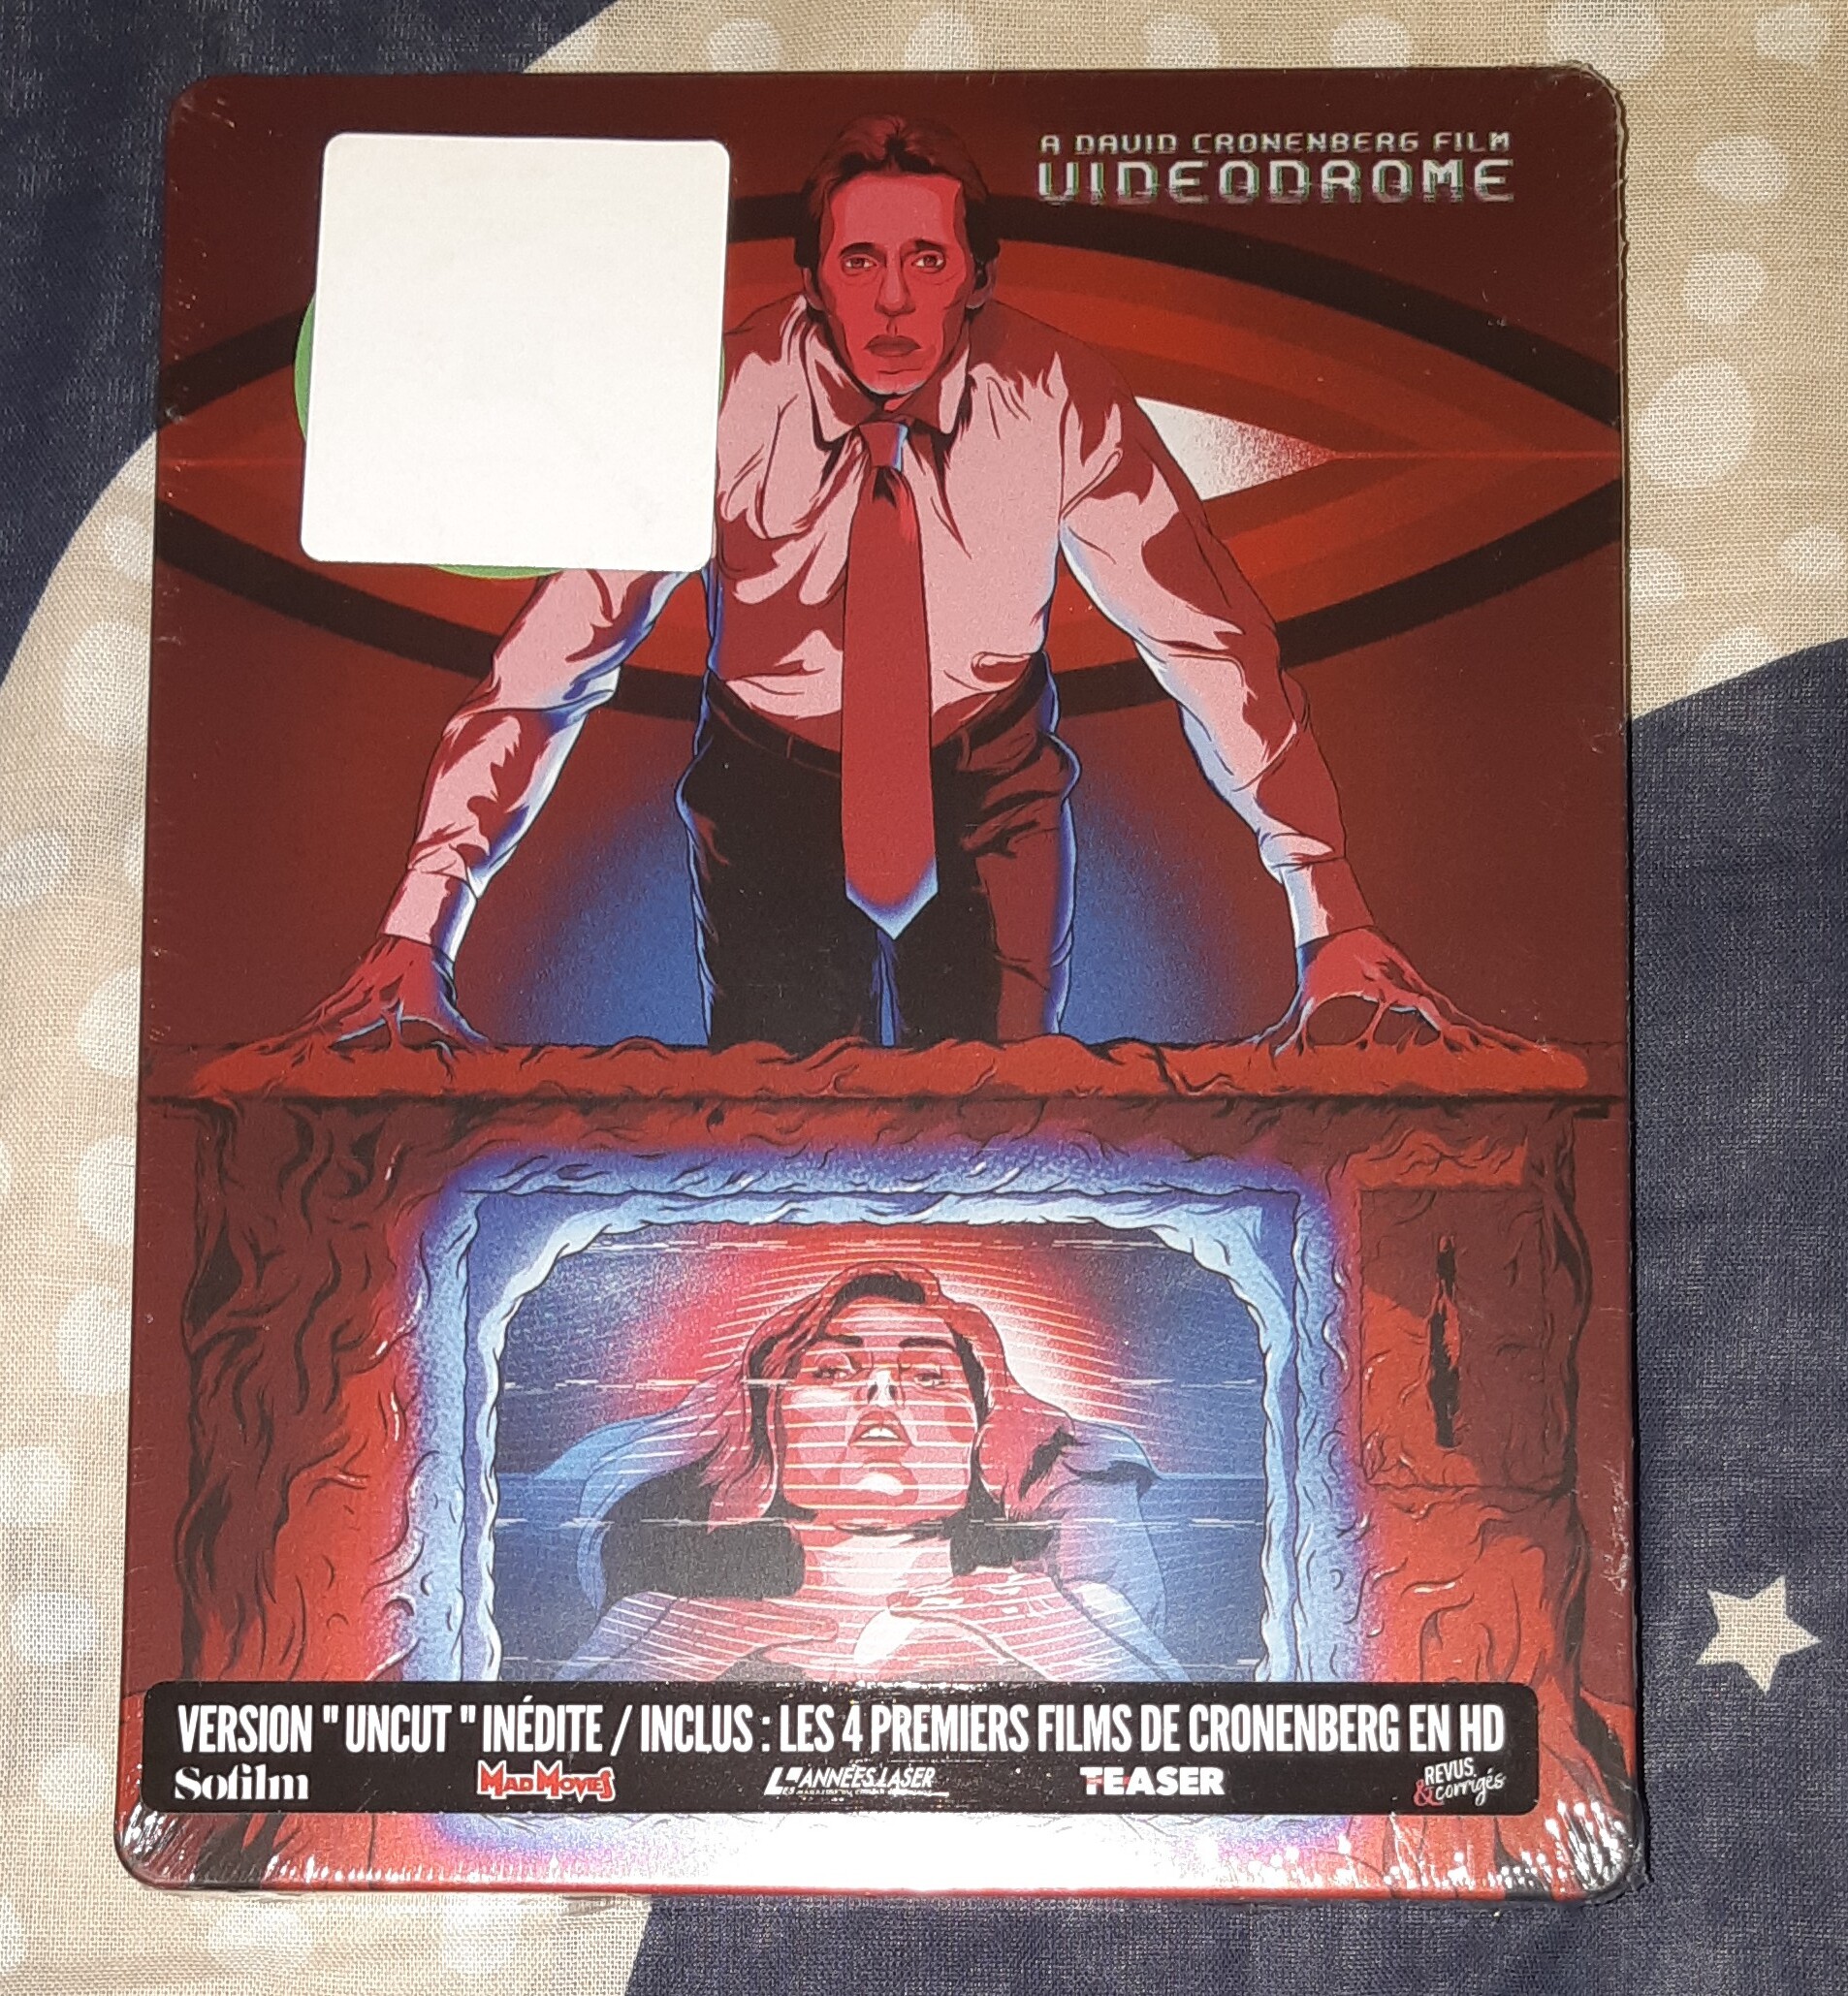 A DAVID CRONENBERG FILM
VIDEODROME
VERSION "UNCUT" INÉDITE / INCLUS : LES 4 PREMIERS FILMS DE CRONENBERG EN HD
Sofilm
MAD MOVIES
LES ANNÉES LASER
TEASER
REVUS
& corrigés